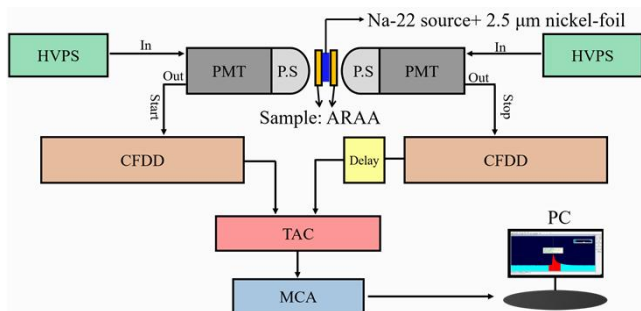 Na-22 source+ 2.5 μm nickel-foil
HVPS
In
PMT
P.S
P.S
PMT
In
HVPS
Out
Start
Sample: ARAA
Out
Stop
CFDD
Delay
CFDD
TAC
PC
MCA